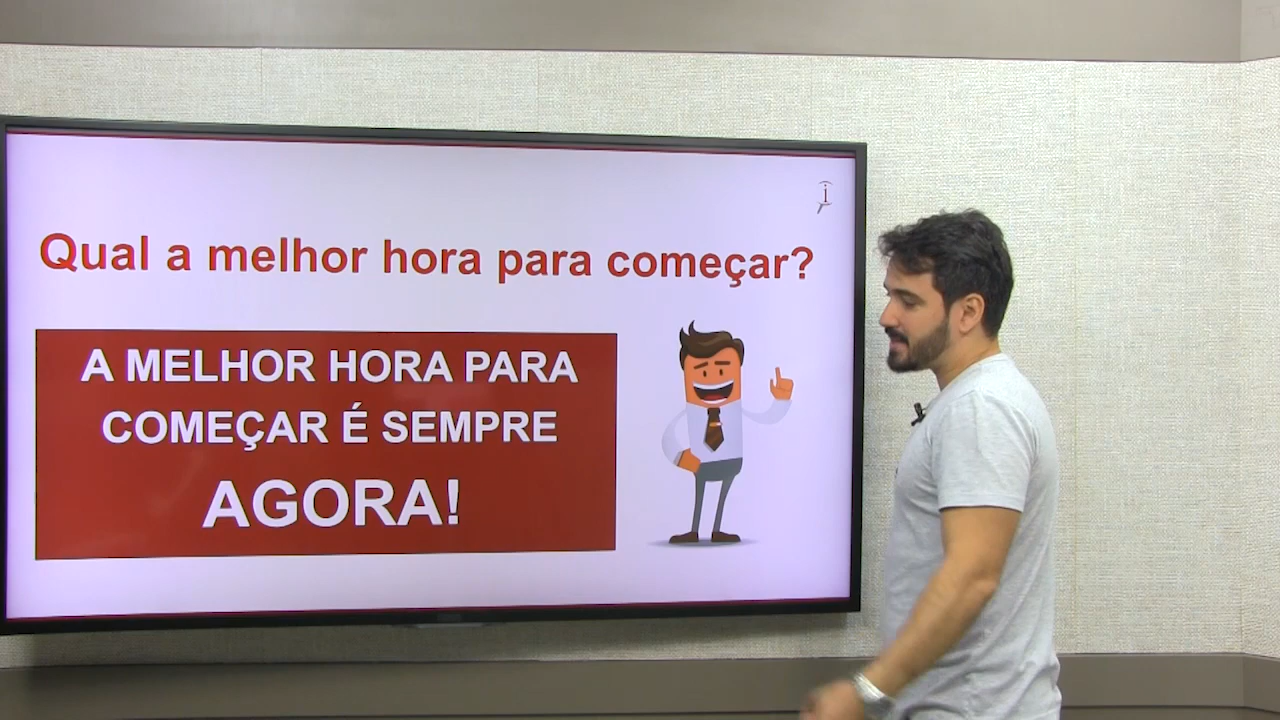 i
Qual a melhor hora para começar?
A MELHOR HORA PARA
COMEÇAR É SEMPRE
AGORA!